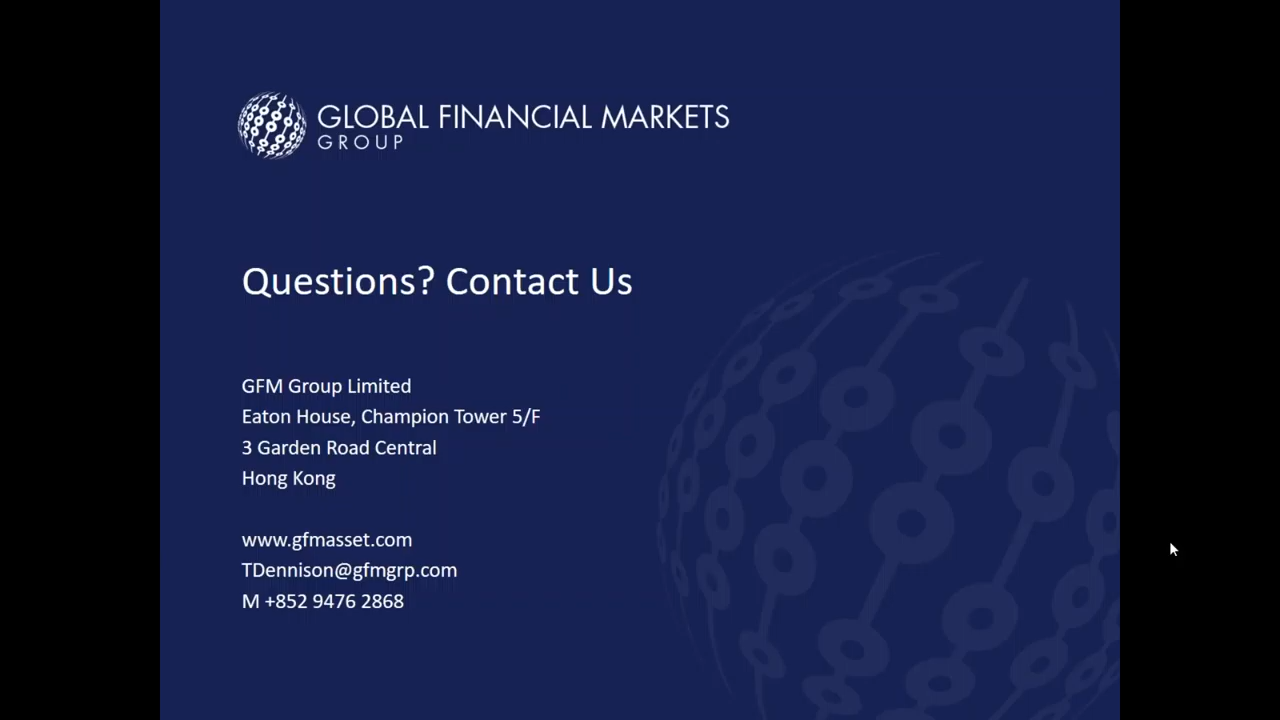 GLOBAL FINANCIAL MARKETS
GROUP
Questions? Contact Us
GFM Group Limited
Eaton House, Champion Tower 5/F
3 Garden Road Central
Hong Kong
www.gfmasset.com
TDennison@gfmgrp.com
M +852 9476 2868